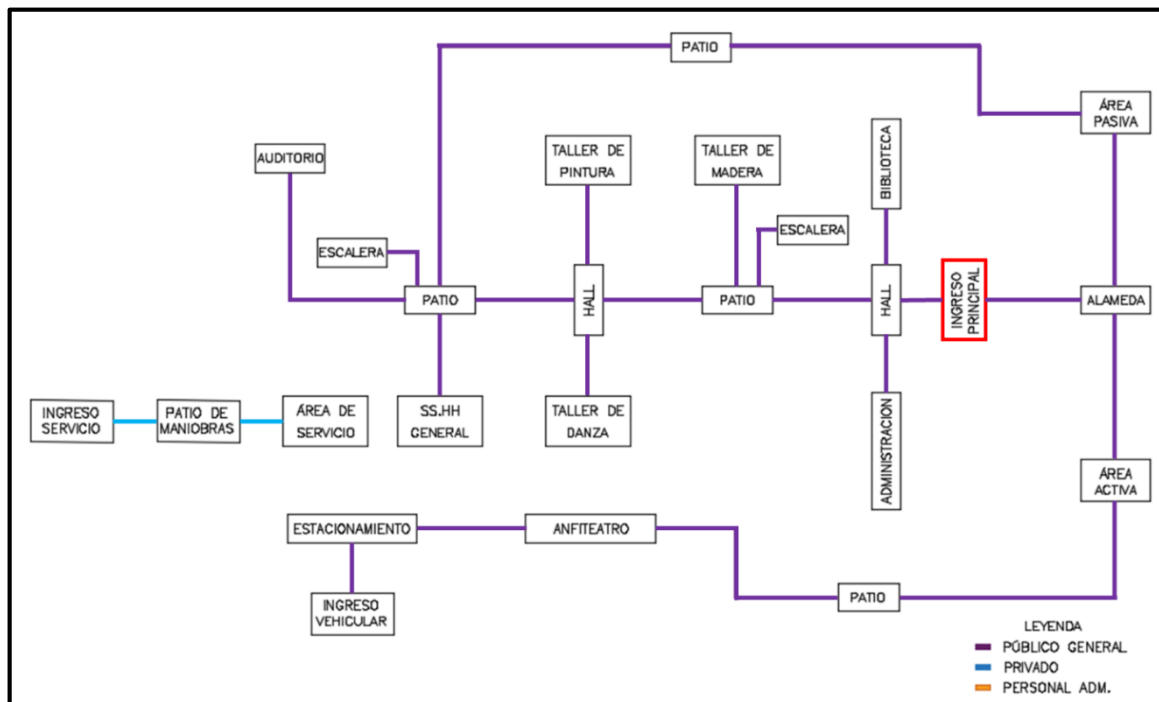 PATIO
ÁREA
PASIVA
AUDITORIO
TALLER DE
PINTURA
TALLER DE
MADERA
BIBLIOTECA
ESCALERA
ESCALERA
PATIO
HALL
PATIO
HALL
INGRESO
PRINCIPAL
ALAMEDA
INGRESO
SERVICIO
PATIO DE
MANIOBRAS
ÁREA DE
SERVICIO
SS.HH
GENERAL
TALLER DE
DANZA
ADMINISTRACION
ÁREA
ACTIVA
ESTACIONAMIENTO
ANFITEATRO
INGRESO
VEHICULAR
PATIO
LEYENDA
PÚBLICO GENERAL
PRIVADO
PERSONAL ADM.